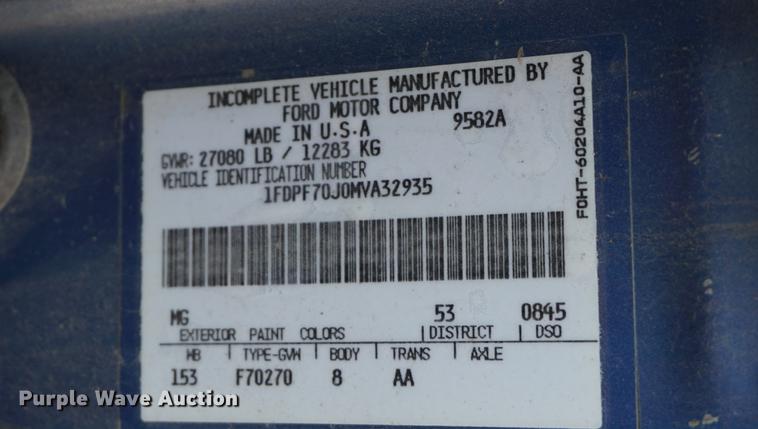 INCOMPLETE VEHICLE MANUFACTURED BY
FORD MOTOR COMPANY
MADE IN U.S.A 9582A
GVWR: 27080 LB / 12283 KG
VEHICLE IDENTIFICATION NUMBER
1FDPF70J0MVA32935
F0HT-60204A10-AA
MG 53 0845
EXTERIOR PAINT COLORS | DISTRICT | DSO
WB | TYPE-GVW | BODY | TRANS | AXLE
153 F70270 8 AA
Purple Wave Auction